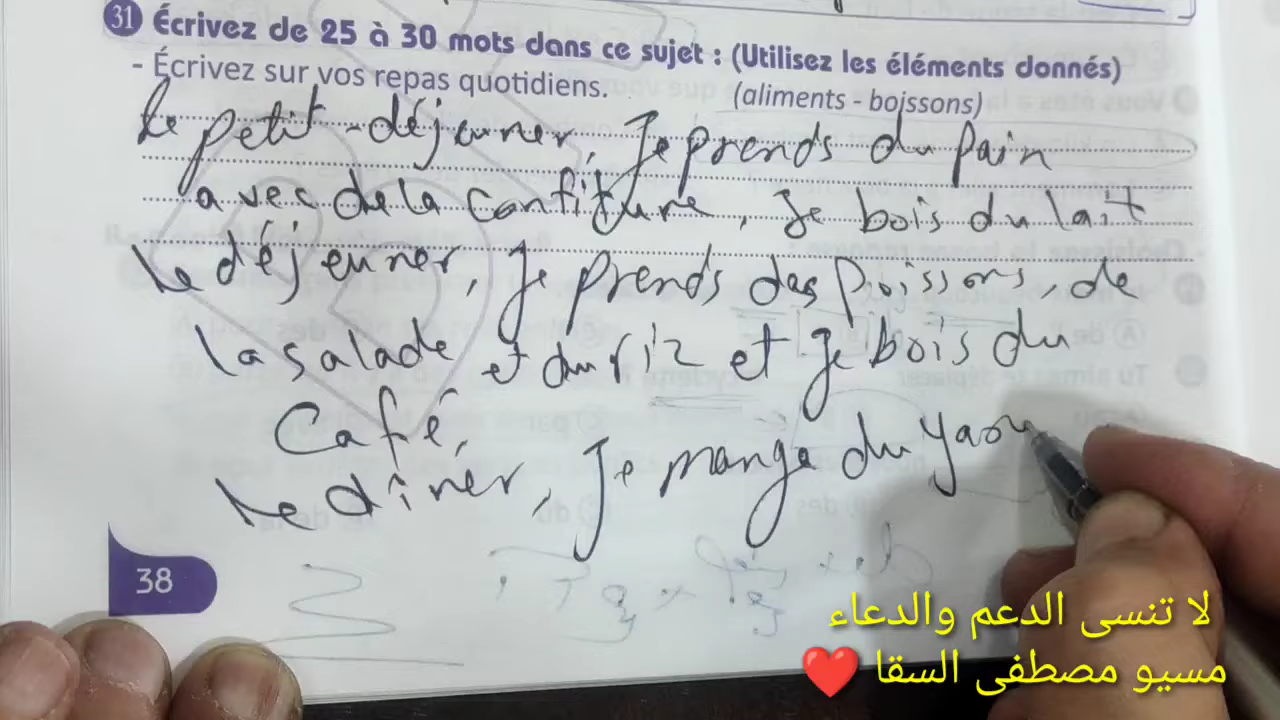 31 Écrivez de 25 à 30 mots dans ce sujet : (Utilisez les éléments donnés)
- Écrivez sur vos repas quotidiens. (aliments - boissons)
Le petit-déjeuner, Je prends du pain
avec de la confiture, Je bois du lait
Le déjeuner, Je prends des poissons, de
la salade et du riz et Je bois du
Café.
Le dîner, Je mange du yaou
38
لا تنسى الدعم والدعاء
مسيو مصطفى السقا ❤️